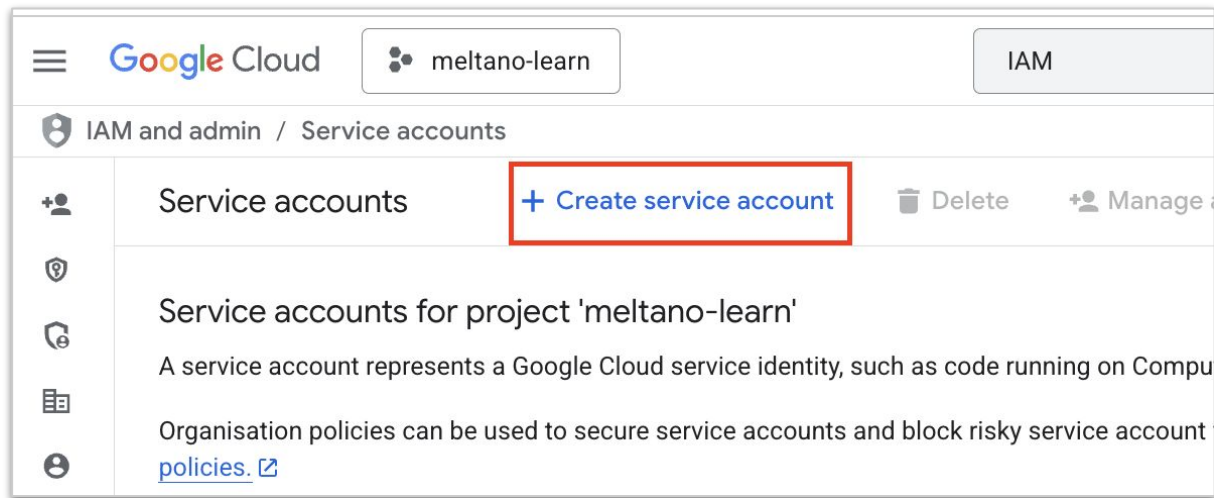 Google Cloud meltano-learn IAM
IAM and admin / Service accounts
Service accounts + Create service account Delete Manage
Service accounts for project 'meltano-learn'
A service account represents a Google Cloud service identity, such as code running on Compu
Organisation policies can be used to secure service accounts and block risky service account
policies.